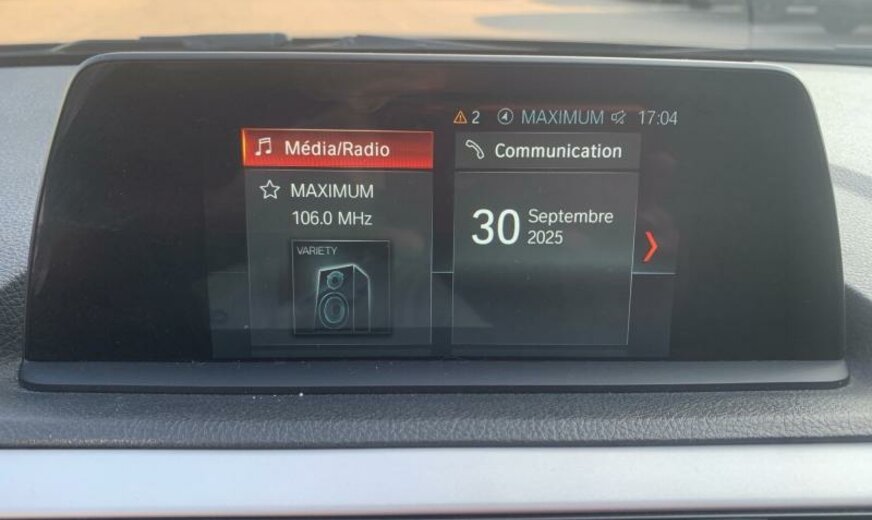 2 MAXIMUM 17:04
Média/Radio
MAXIMUM
106.0 MHz
VARIETY
Communication
30 Septembre
2025